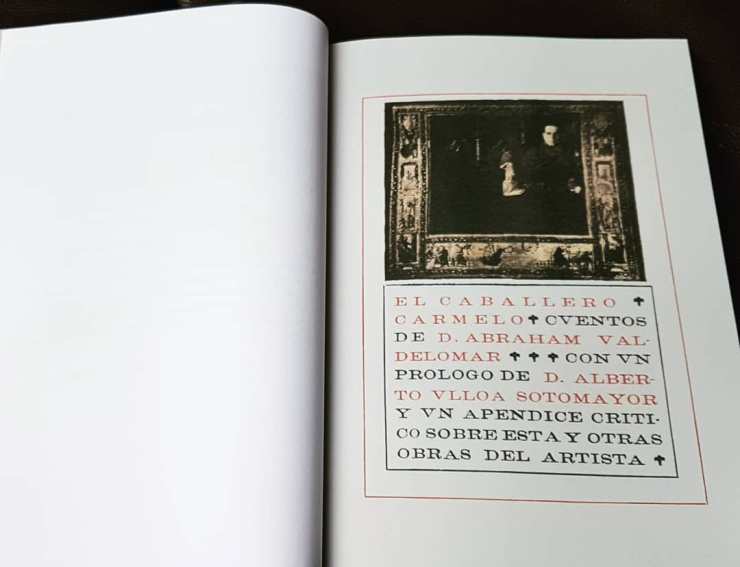 EL CABALLERO ✝
CARMELO ✝ CVENTOS
DE D. ABRAHAM VAL-
DELOMAR ✝ ✝ ✝ CON VN
PROLOGO DE D. ALBER-
TO VLLOA SOTOMAYOR
Y VN APENDICE CRITI-
CO SOBRE ESTA Y OTRAS
OBRAS DEL ARTISTA ✝